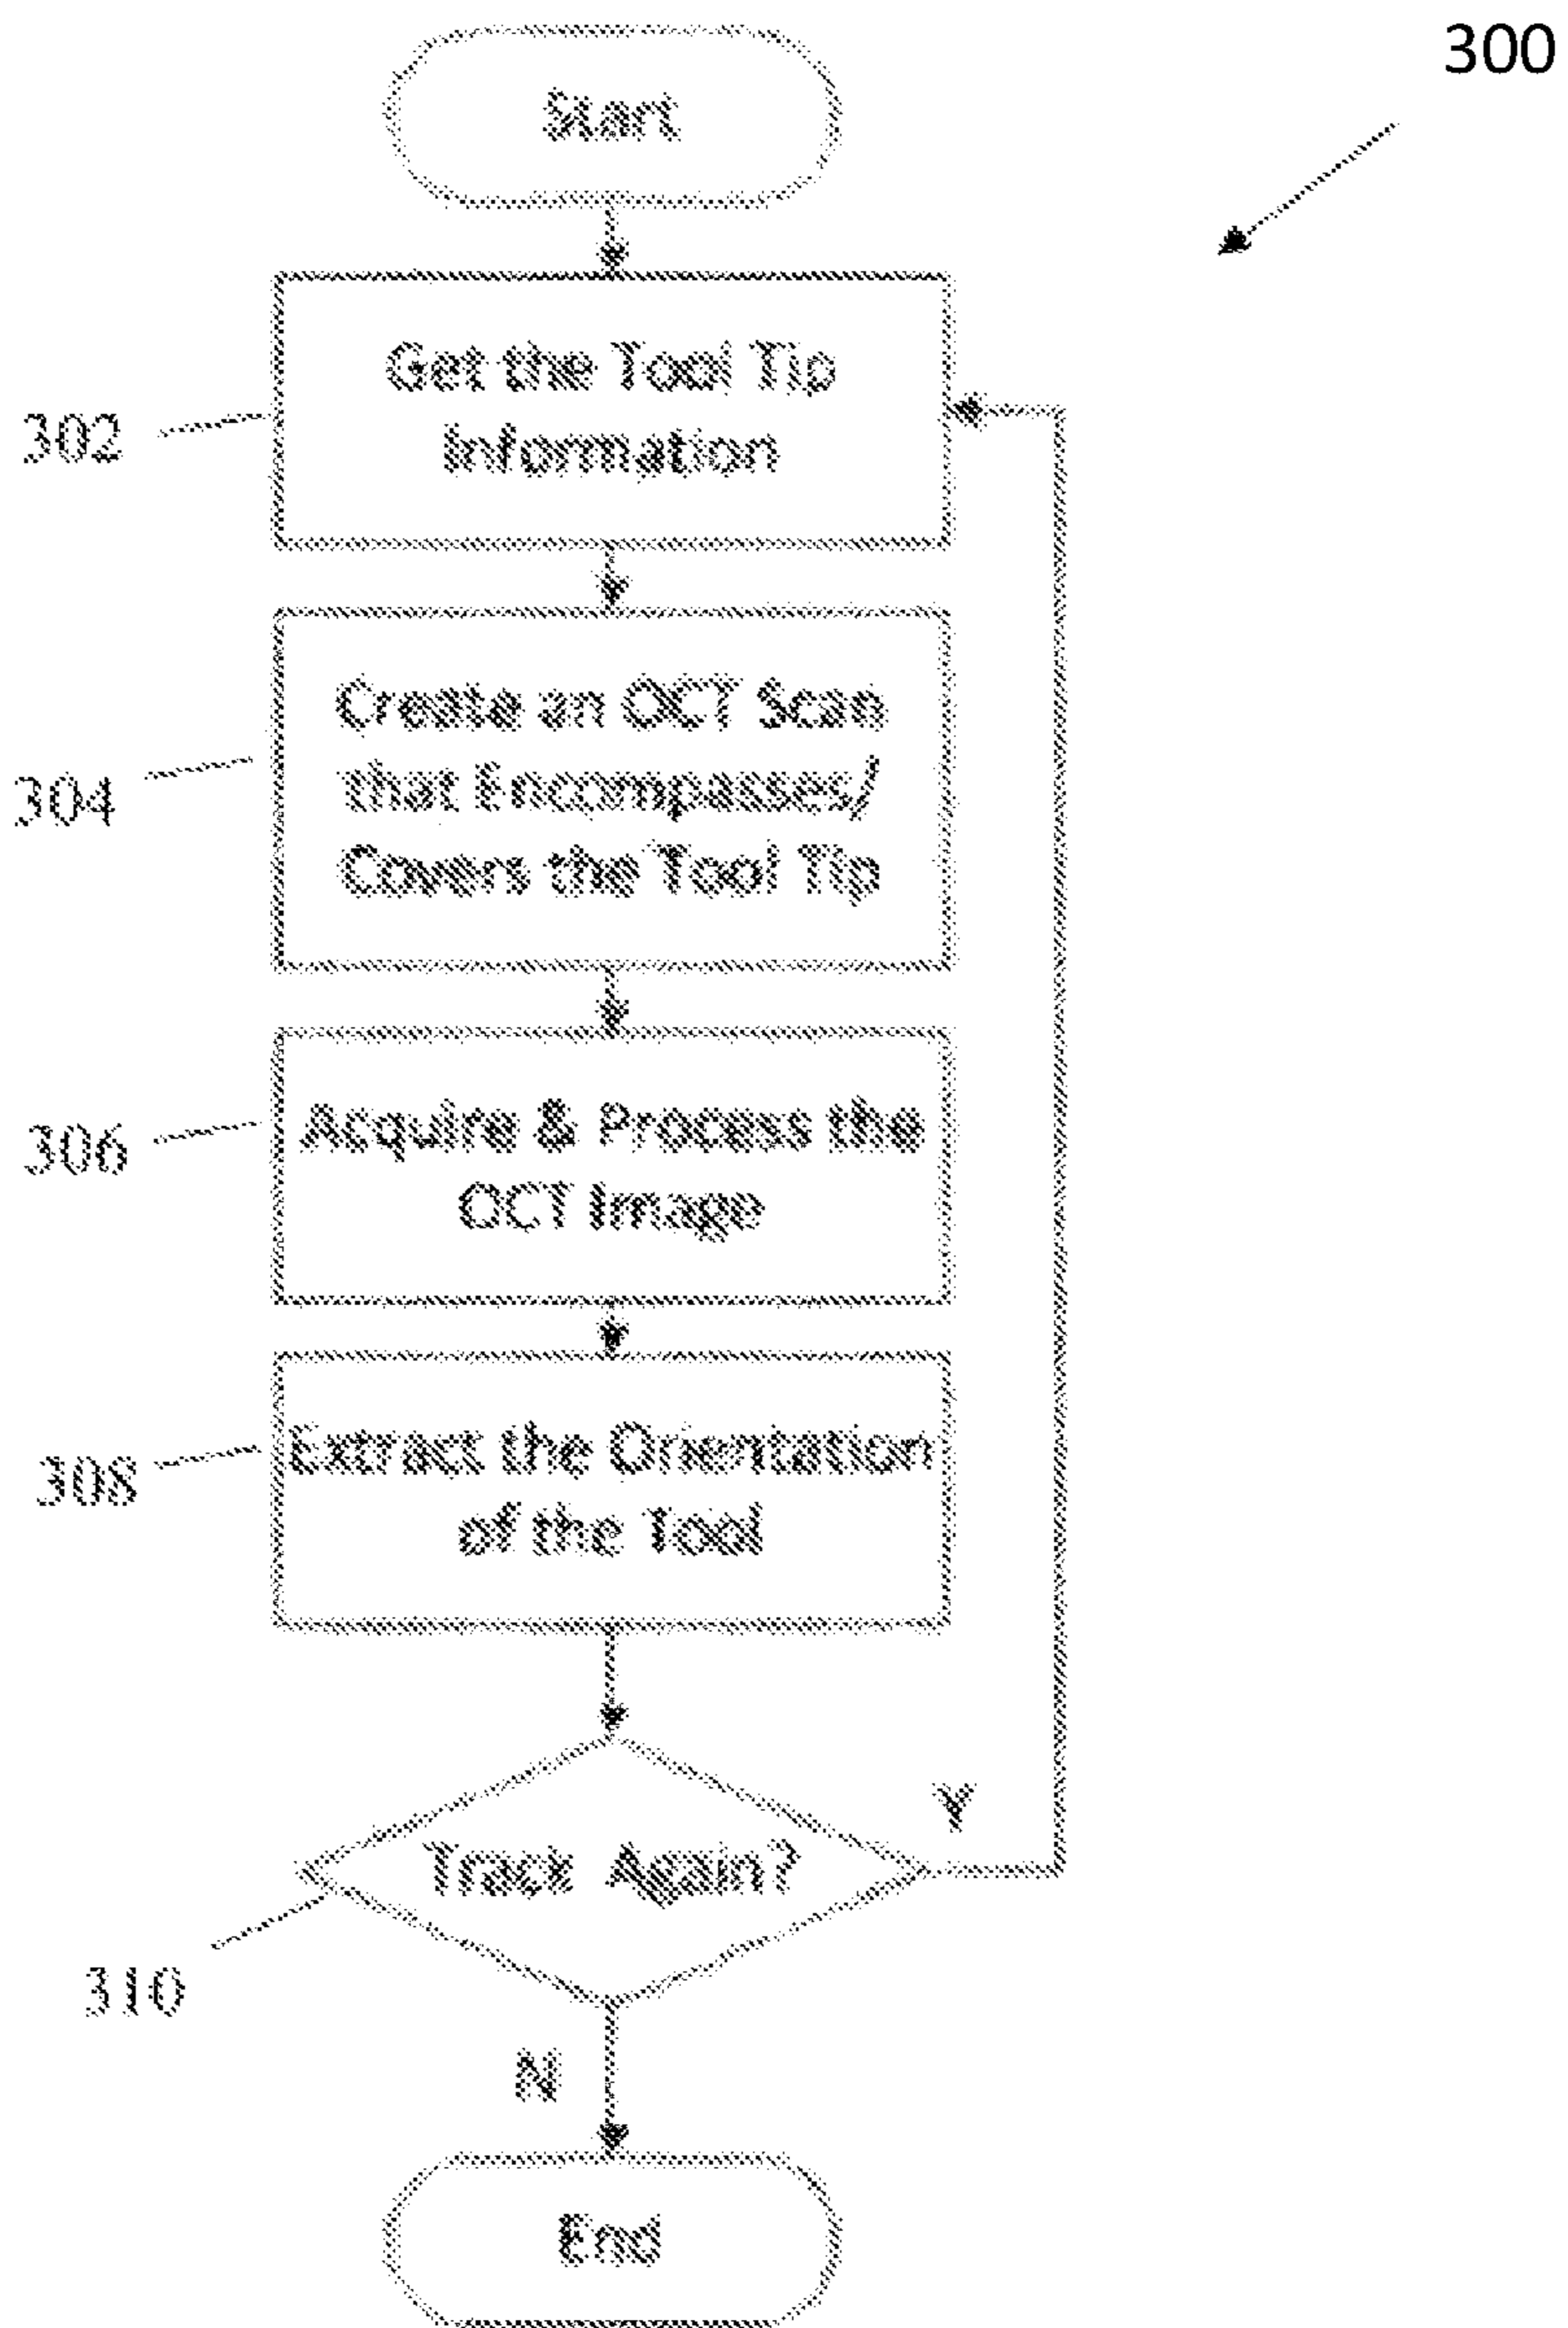 300
Start
302
Get the Tool Tip
Information
304
Create an OCT Scan
that Encompasses/
Covers the Tool Tip
306
Acquire & Process the
OCT Image
308
Extract the Orientation
of the Tool
Y
Track Again?
310
N
End